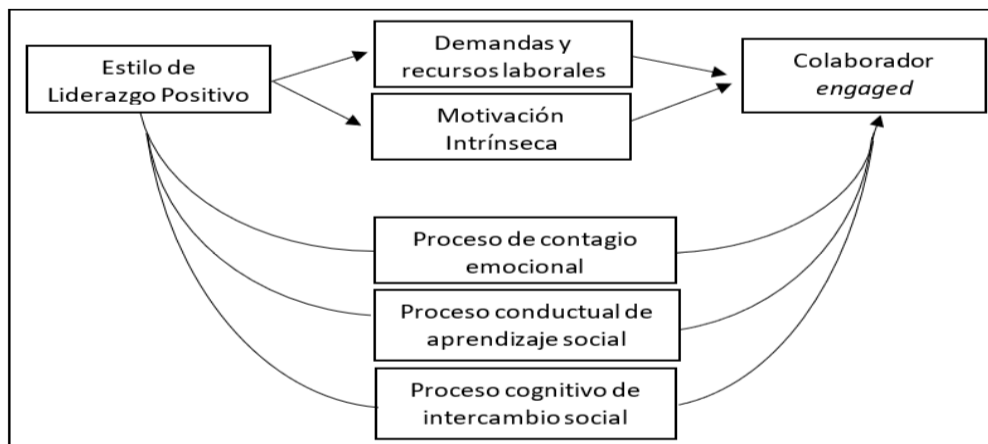 Estilo de
Liderazgo Positivo
Demandas y
recursos laborales
Motivación
Intrínseca
Colaborador
engaged
Proceso de contagio
emocional
Proceso conductual de
aprendizaje social
Proceso cognitivo de
intercambio social